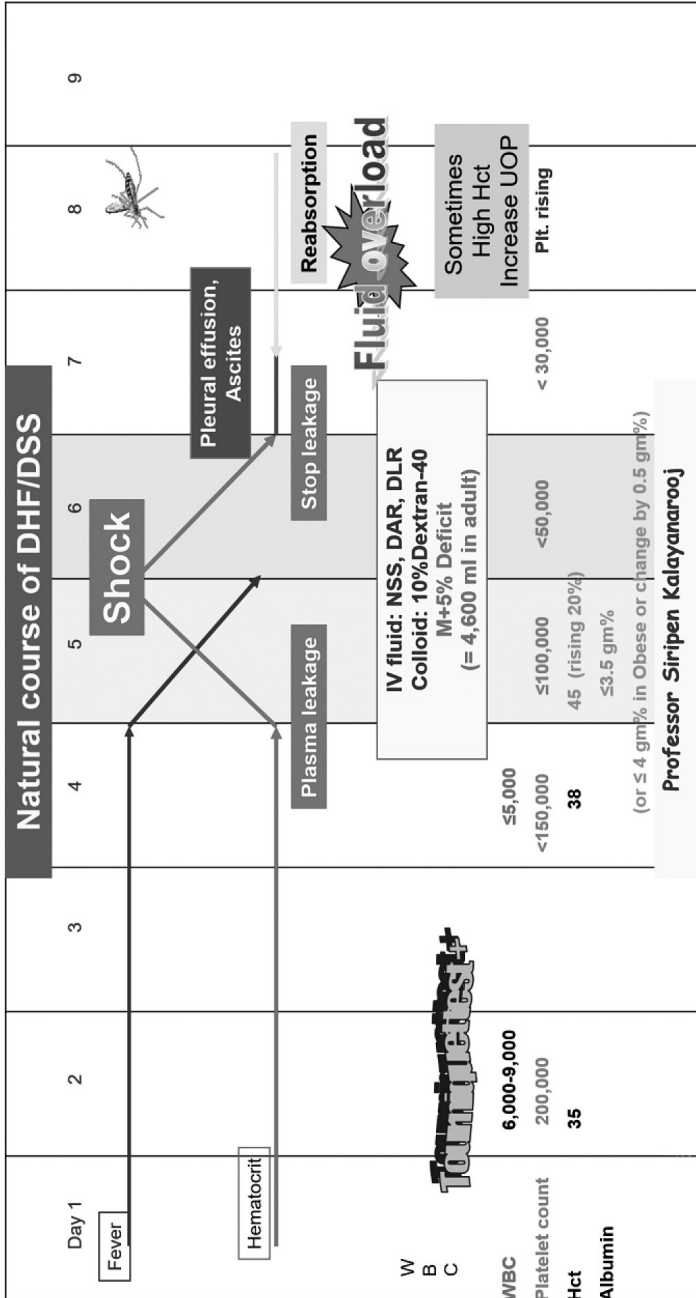 Natural course of DHF/DSS
Day 1
2
3
4
5
6
7
8
9
Fever
Shock
Pleural effusion,
Ascites
Hematocrit
Plasma leakage
Stop leakage
Reabsorption
Fluid overload
IV fluid: NSS, DAR, DLR
Colloid: 10%Dextran-40
M+5% Deficit
(= 4,600 ml in adult)
Tourniquet test +
Sometimes
High Hct
Increase UOP
W
B
C
WBC 6,000-9,000 ≤5,000
Platelet count 200,000 <150,000 ≤100,000 <50,000 < 30,000 Plt. rising
Hct 35 38 45 (rising 20%)
Albumin ≤3.5 gm%
(or ≤ 4 gm% in Obese or change by 0.5 gm%)
Professor Siripen Kalayanarooj